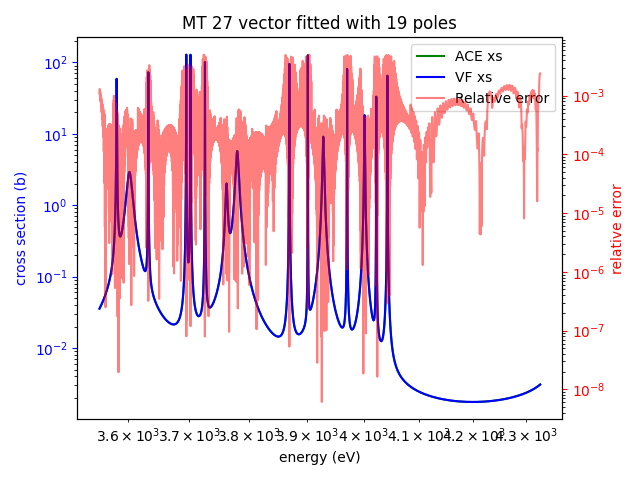 MT 27 vector fitted with 19 poles
ACE xs
VF xs
Relative error
10²
10¹
10⁰
10⁻¹
10⁻²
cross section (b)
10⁻³
10⁻⁴
10⁻⁵
10⁻⁶
10⁻⁷
10⁻⁸
relative error
3.6 × 10³ 3.7 × 10³ 3.8 × 10³ 3.9 × 10³ 4 × 10³ 4.1 × 10³ 4.2 × 10³ 4.3 × 10³
energy (eV)